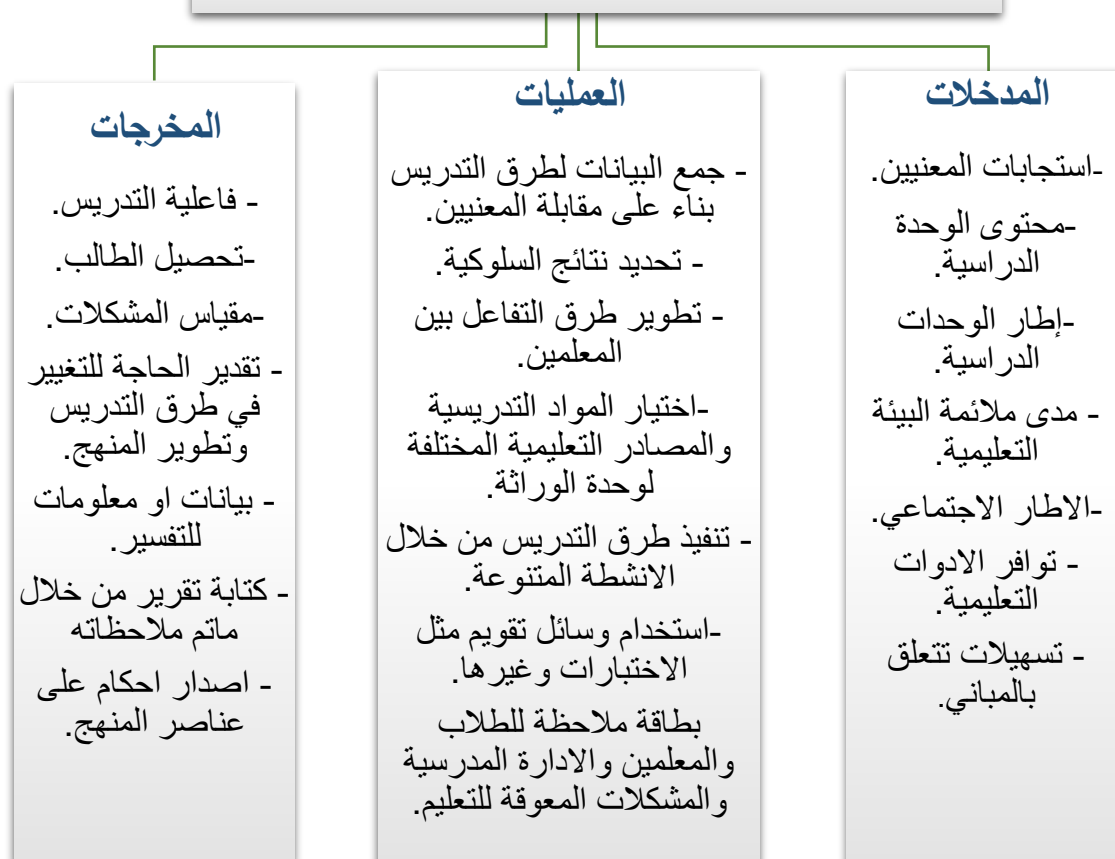 المدخلات
-استجابات المعنيين.
-محتوى الوحدة
الدراسية.
-إطار الوحدات
الدراسية.
- مدى ملائمة البيئة
التعليمية.
-الاطار الاجتماعي.
- توافر الادوات
التعليمية.
- تسهيلات تتعلق
بالمباني.
العمليات
- جمع البيانات لطرق التدريس
بناء على مقابلة المعنيين.
- تحديد نتائج السلوكية.
- تطوير طرق التفاعل بين
المعلمين.
-اختيار المواد التدريسية
والمصادر التعليمية المختلفة
لوحدة الوراثة.
- تنفيذ طرق التدريس من خلال
الانشطة المتنوعة.
-استخدام وسائل تقويم مثل
الاختبارات وغيرها.
بطاقة ملاحظة للطلاب
والمعلمين والادارة المدرسية
والمشكلات المعوقة للتعليم.
المخرجات
- فاعلية التدريس.
-تحصيل الطالب.
-مقياس المشكلات.
- تقدير الحاجة للتغيير
في طرق التدريس
وتطوير المنهج.
- بيانات او معلومات
للتفسير.
- كتابة تقرير من خلال
ماتم ملاحظاته
- اصدار احكام على
عناصر المنهج.